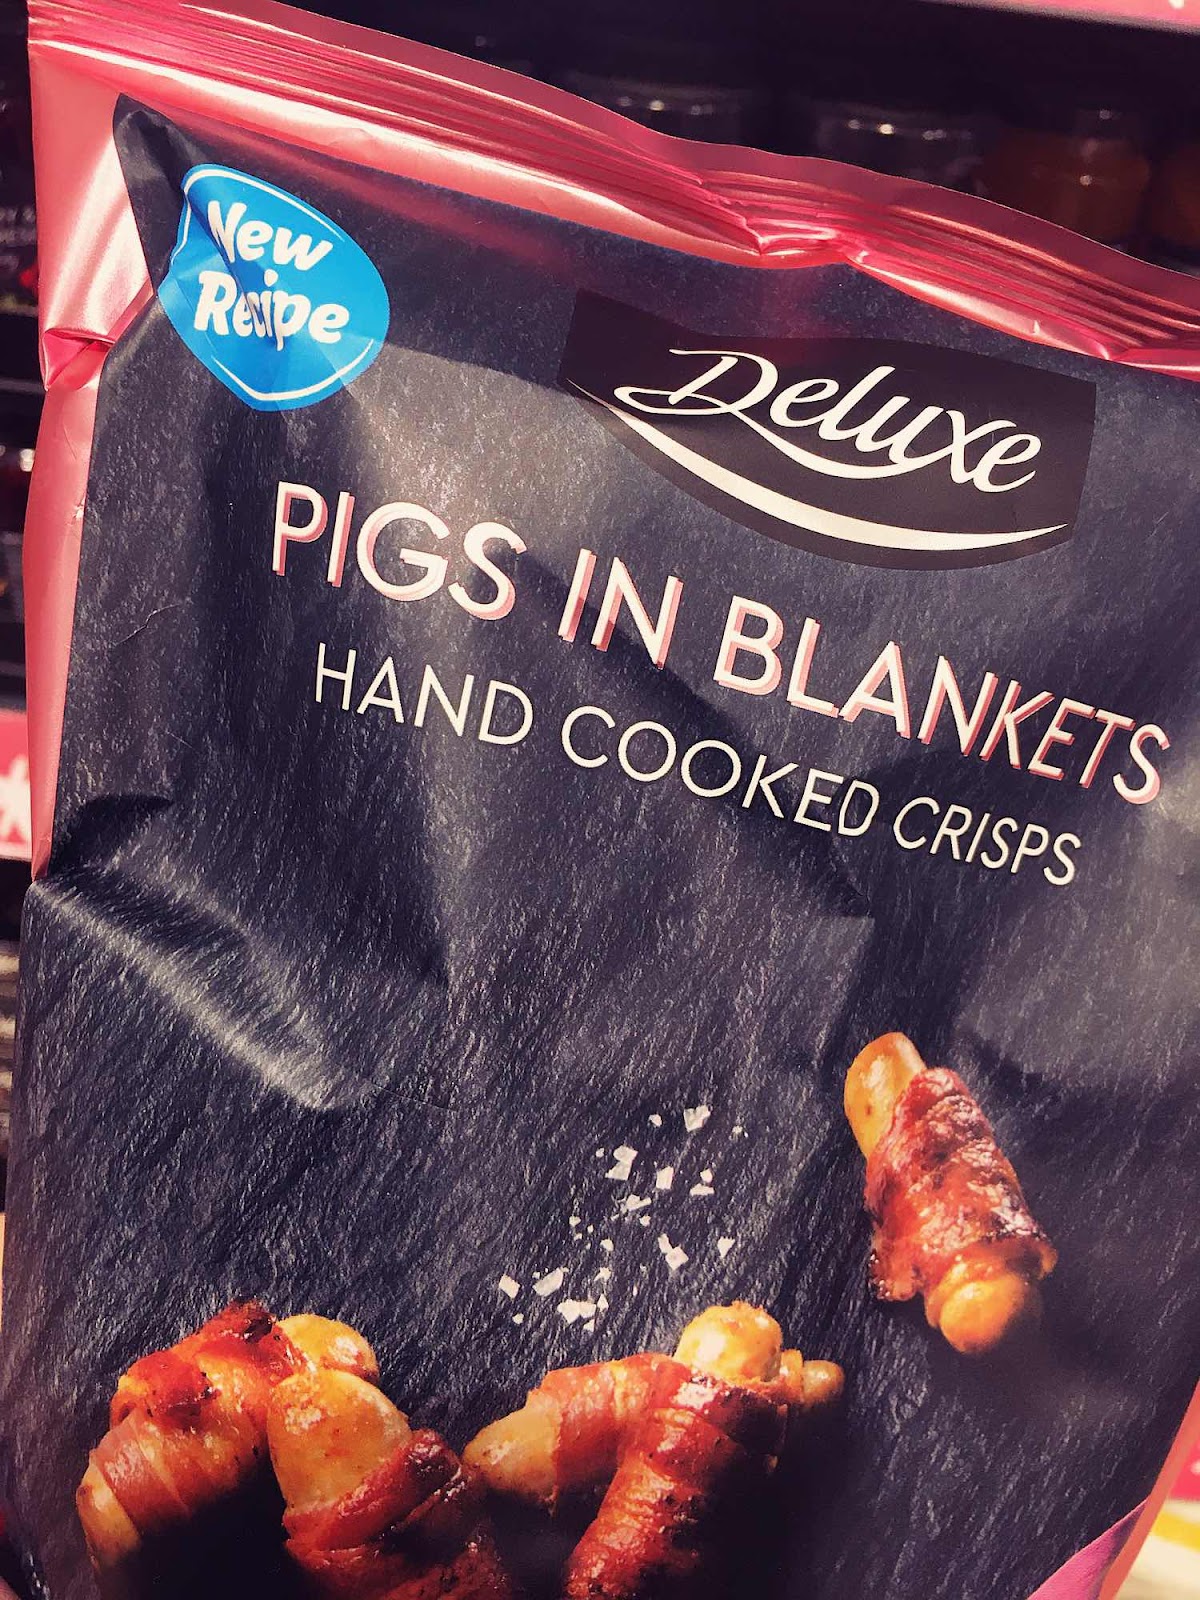 New
Recipe
Deluxe
PIGS IN BLANKETS
HAND COOKED CRISPS